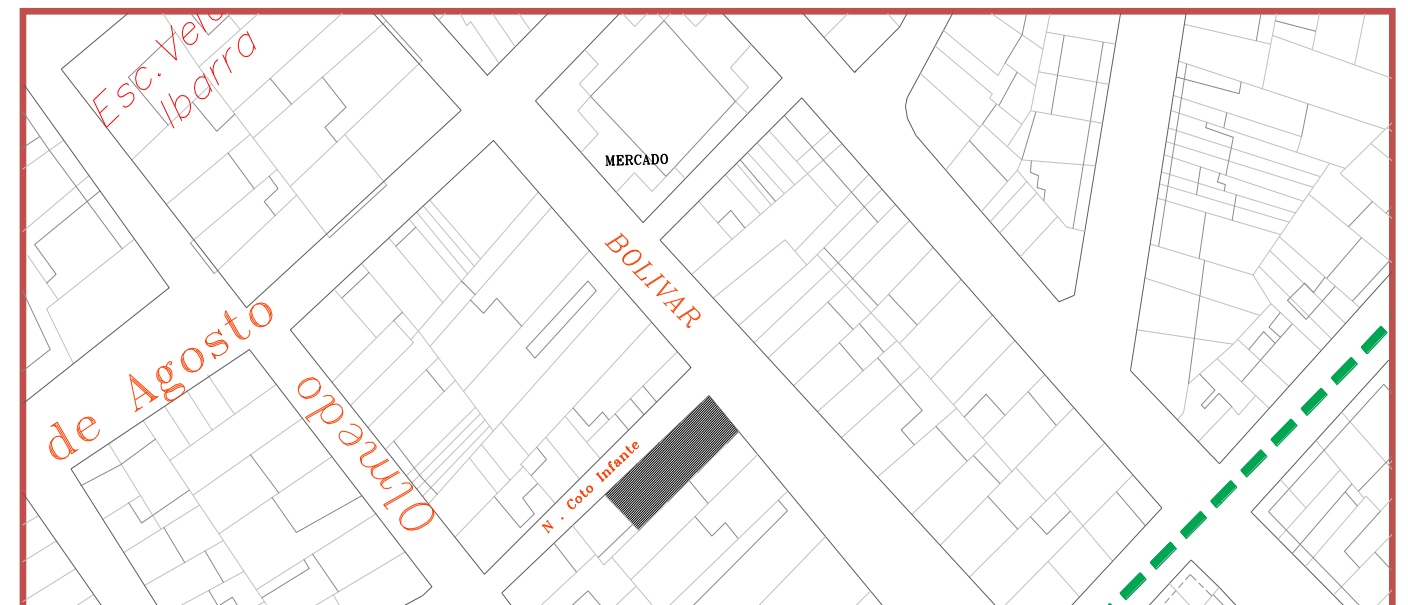 Esc. Vel
Ibarra
MERCADO
BOLIVAR
de Agosto
Olmedo
N . Coto Infante